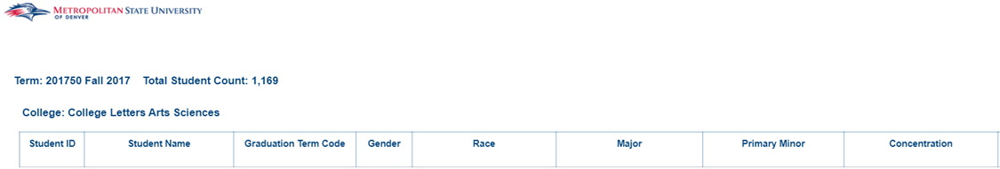 METROPOLITAN STATE UNIVERSITY
OF DENVER
Term: 201750 Fall 2017 Total Student Count: 1,169
College: College Letters Arts Sciences
Student ID Student Name Graduation Term Code Gender Race Major Primary Minor Concentration